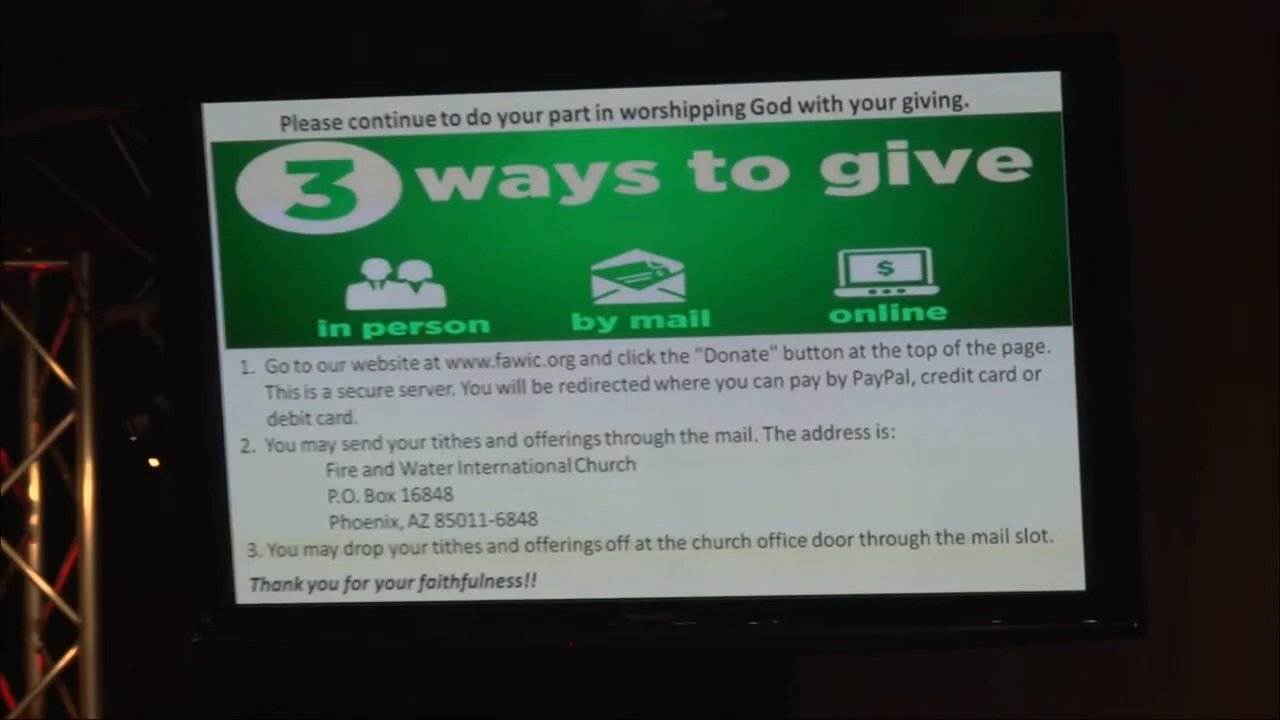 Please continue to do your part in worshipping God with your giving.
3 ways to give
in person
by mail
online
$
1. Go to our website at www.fawic.org and click the "Donate" button at the top of the page.
This is a secure server. You will be redirected where you can pay by PayPal, credit card or
debit card.
2. You may send your tithes and offerings through the mail. The address is:
Fire and Water International Church
P.O. Box 16848
Phoenix, AZ 85011-6848
3. You may drop your tithes and offerings off at the church office door through the mail slot.
Thank you for your faithfulness!!